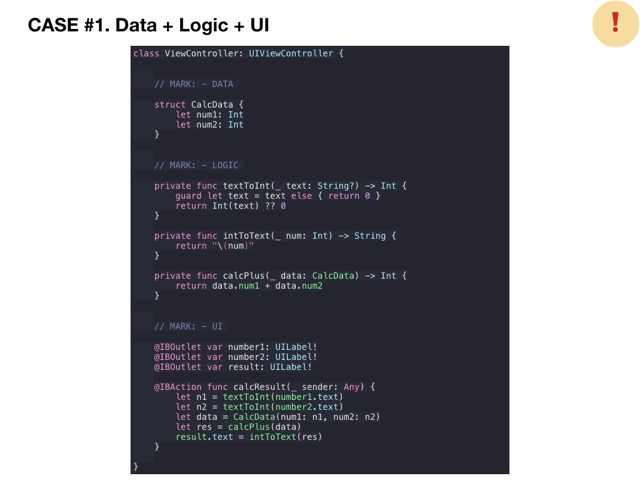 CASE #1. Data + Logic + UI
❗
class ViewController: UIViewController {
// MARK: - DATA
struct CalcData {
let num1: Int
let num2: Int
}
// MARK: - LOGIC
private func textToInt(_ text: String?) -> Int {
guard let text = text else { return 0 }
return Int(text) ?? 0
}
private func intToText(_ num: Int) -> String {
return "\(num)"
}
private func calcPlus(_ data: CalcData) -> Int {
return data.num1 + data.num2
}
// MARK: - UI
@IBOutlet var number1: UILabel!
@IBOutlet var number2: UILabel!
@IBOutlet var result: UILabel!
@IBAction func calcResult(_ sender: Any) {
let n1 = textToInt(number1.text)
let n2 = textToInt(number2.text)
let data = CalcData(num1: n1, num2: n2)
let res = calcPlus(data)
result.text = intToText(res)
}
}